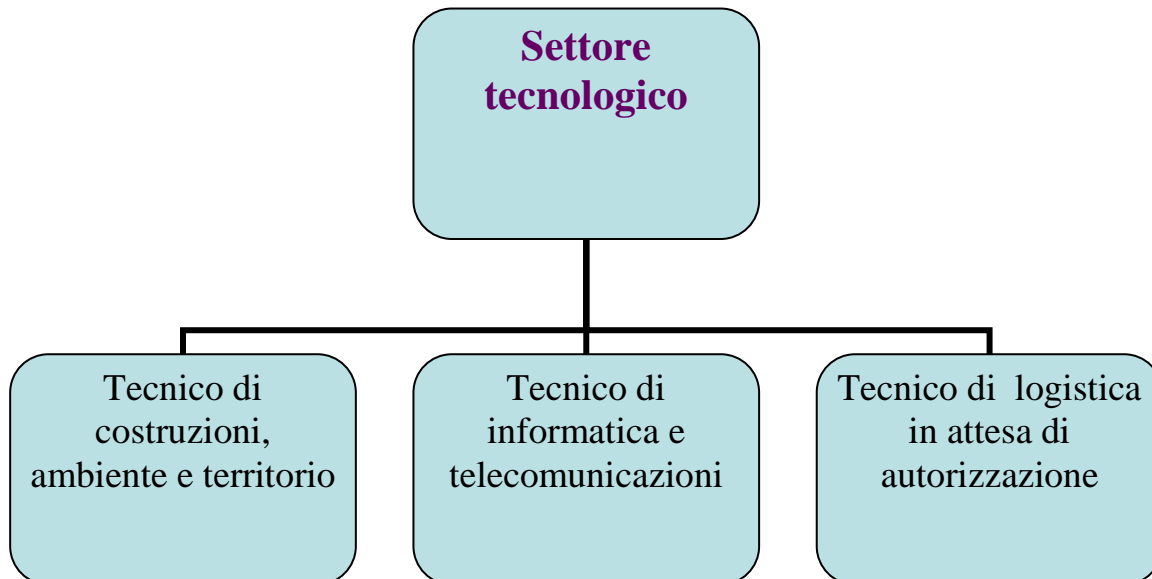 Settore
tecnologico
Tecnico di
costruzioni,
ambiente e territorio
Tecnico di
informatica e
telecomunicazioni
Tecnico di  logistica
in attesa di
autorizzazione